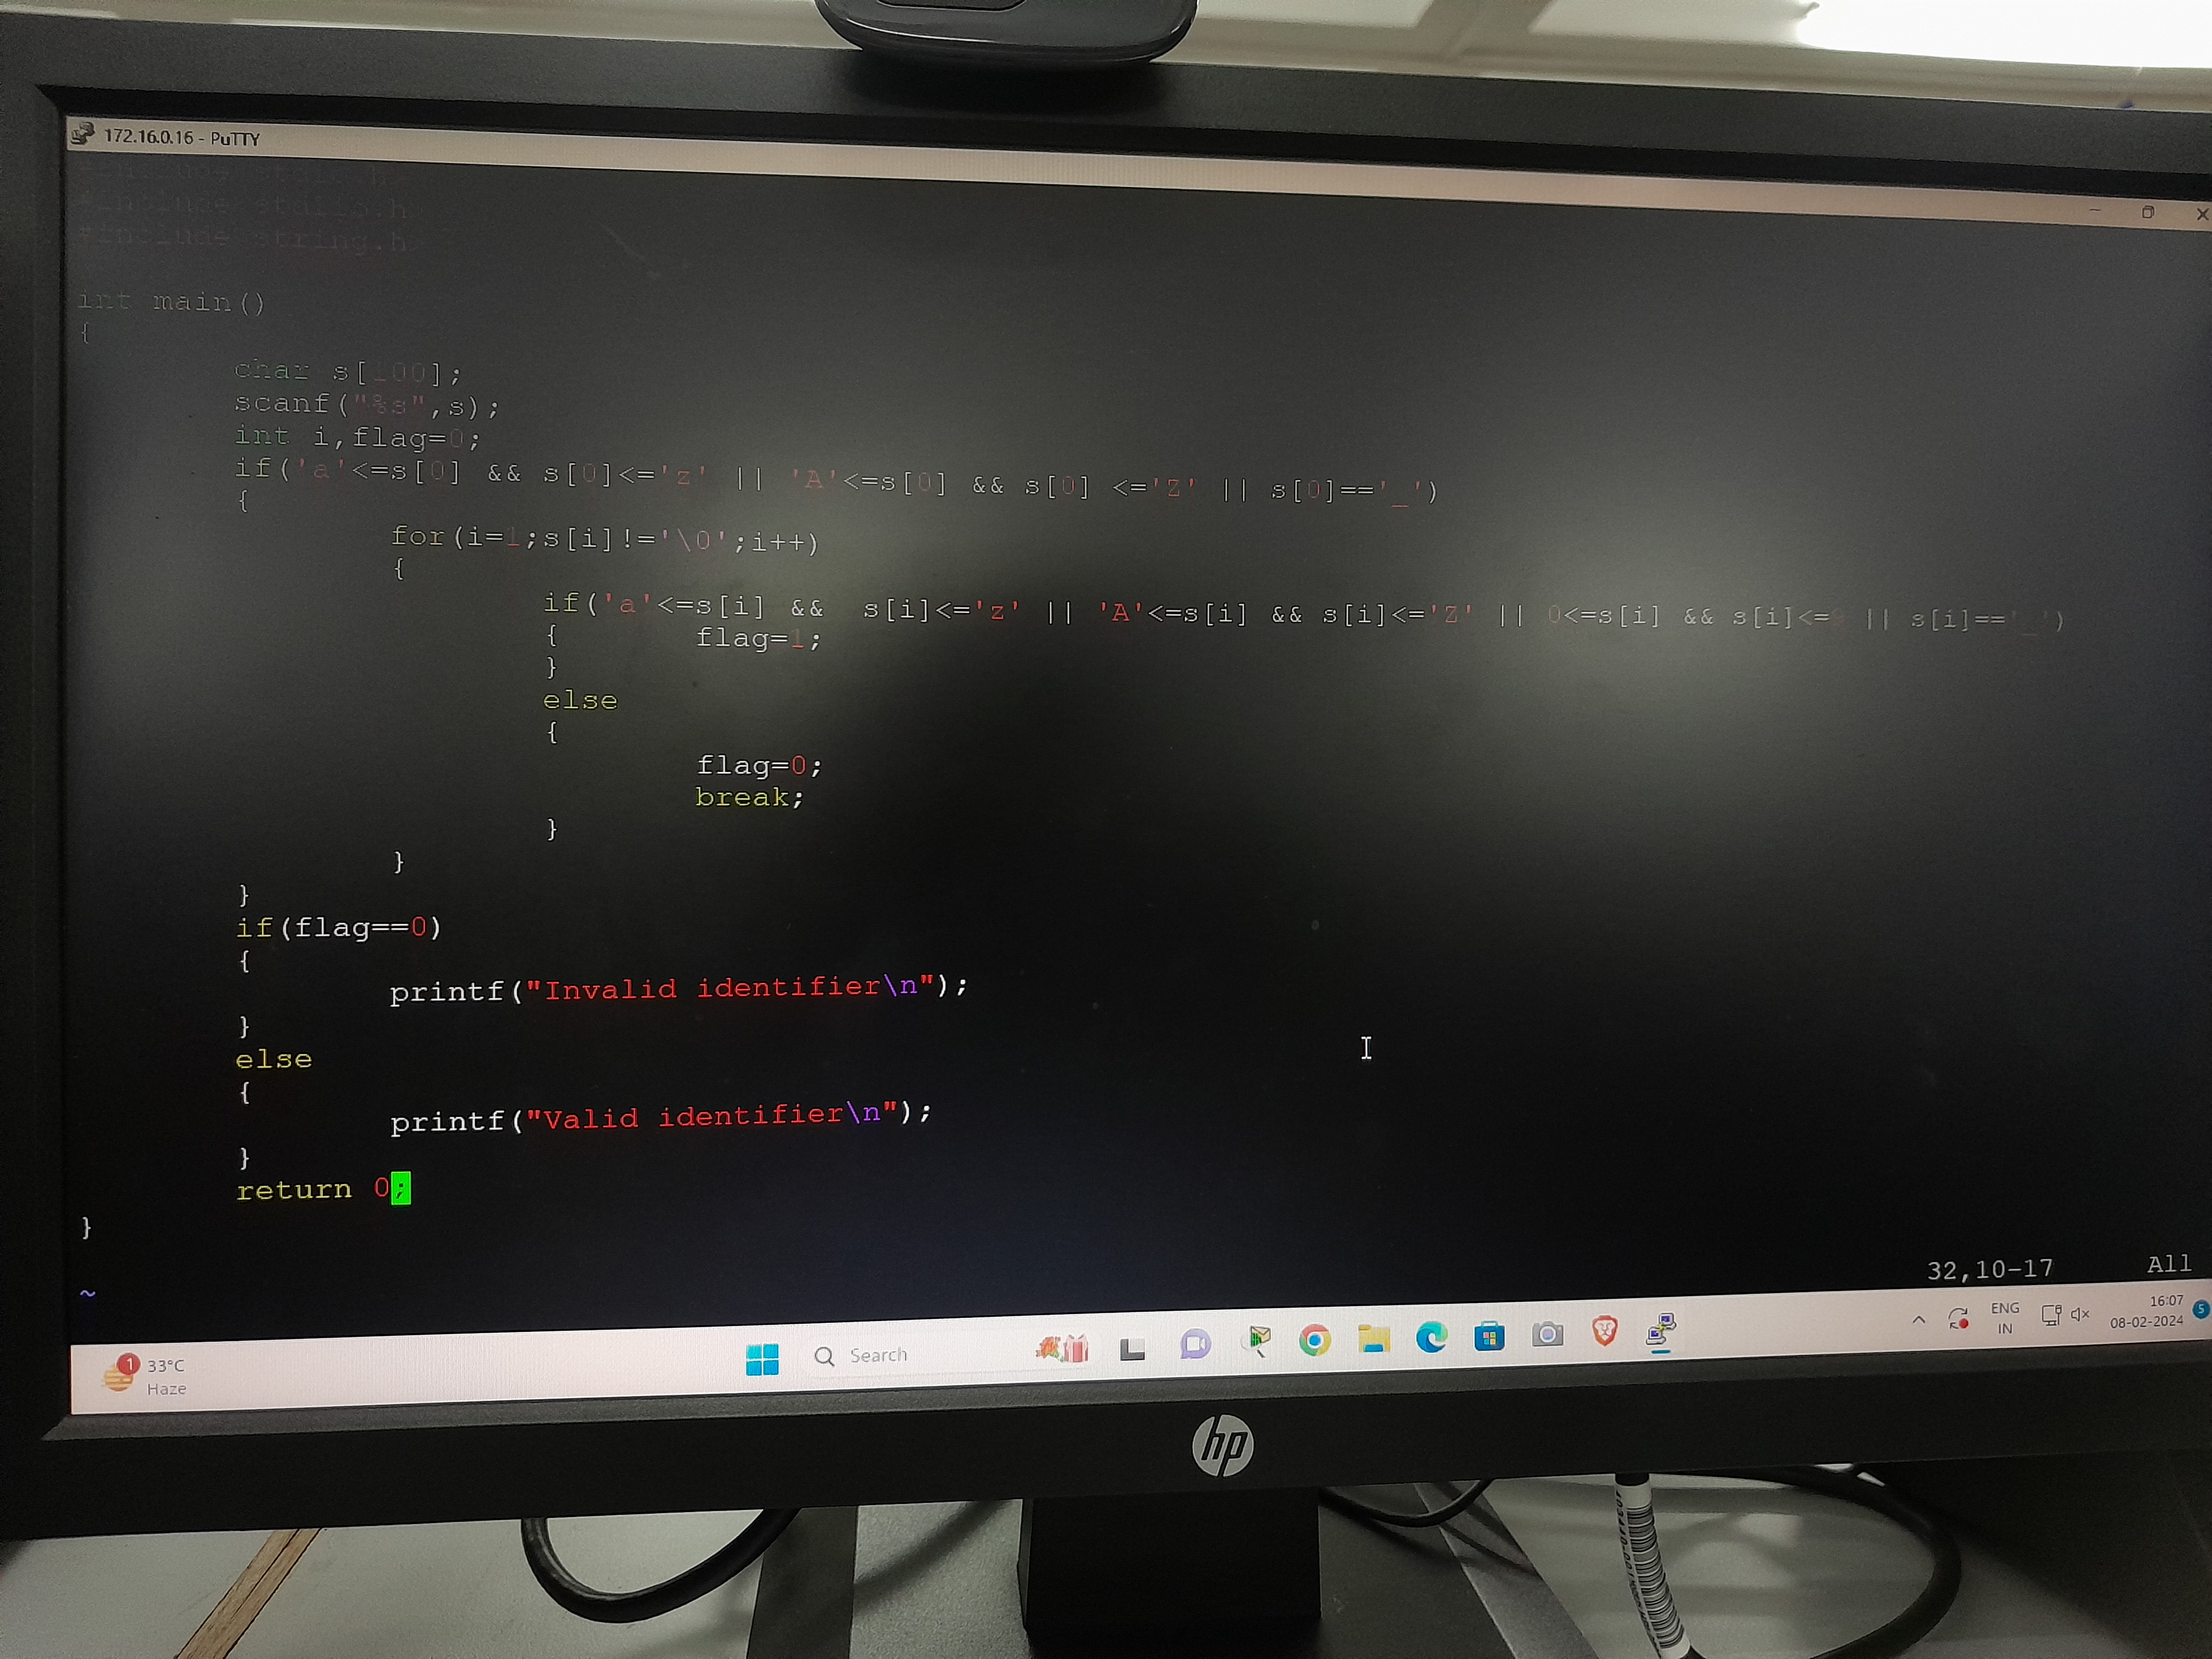 172.16.0.16 - PuTTY
#include<stdlib.h>
#include<string.h>
int main()
{
char s[100];
scanf("%s",s);
int i,flag=0;
if('a'<=s[0] && s[0]<='z' || 'A'<=s[0] && s[0] <='Z' || s[0]=='_')
{
for(i=1;s[i]!='\0';i++)
{
if('a'<=s[i] &&  s[i]<='z' || 'A'<=s[i] && s[i]<='Z' || 0<=s[i] && s[i]<=9 || s[i]=='_')
{ flag=1;
}
else
{
flag=0;
break;
}
}
}
if(flag==0)
{
printf("Invalid identifier\n");
}
else
{
printf("Valid identifier\n");
}
return 0;
}
~
32,10-17 All
1 33°C
Haze
Search
ENG
IN
16:07
08-02-2024
5
hp